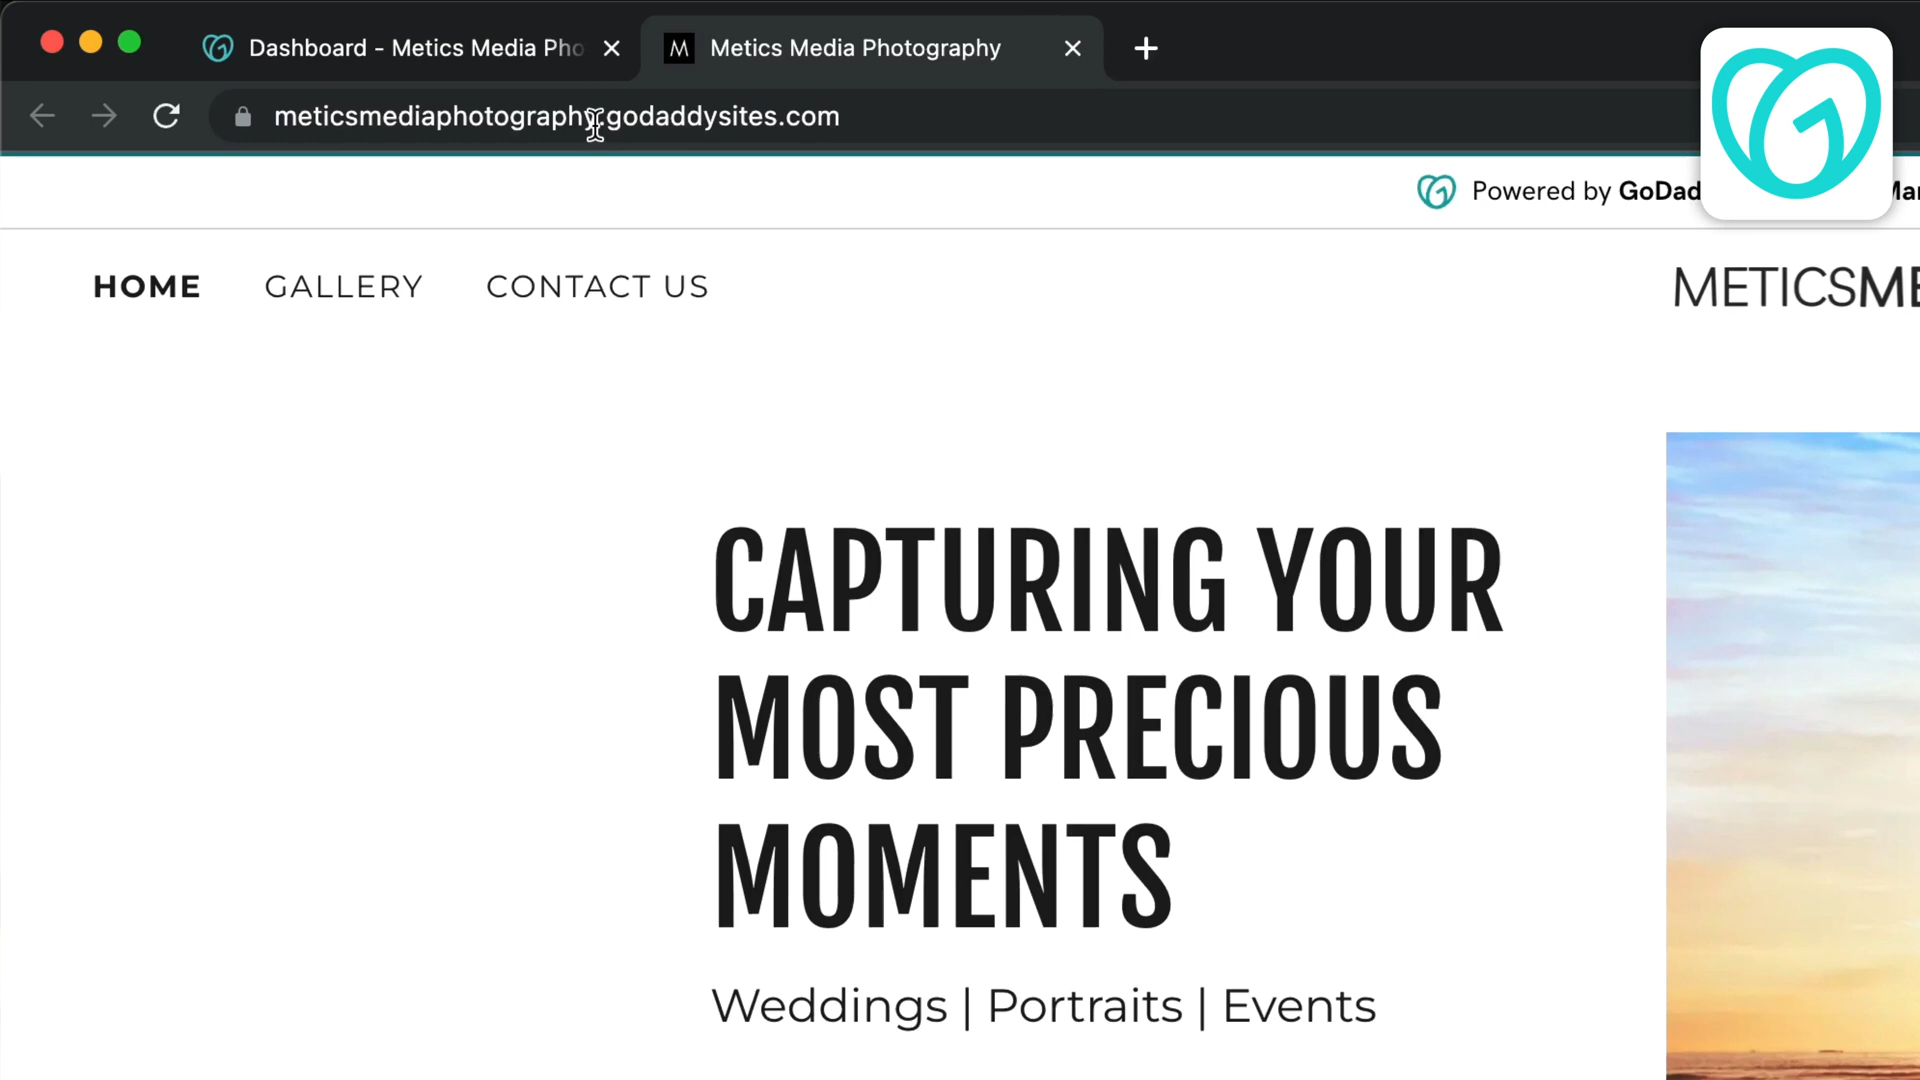 Dashboard - Metics Media Pho
Metics Media Photography
meticsmediaphotography.godaddysites.com
Powered by GoDad
HOME
GALLERY
CONTACT US
METICSME
CAPTURING YOUR
MOST PRECIOUS
MOMENTS
Weddings | Portraits | Events